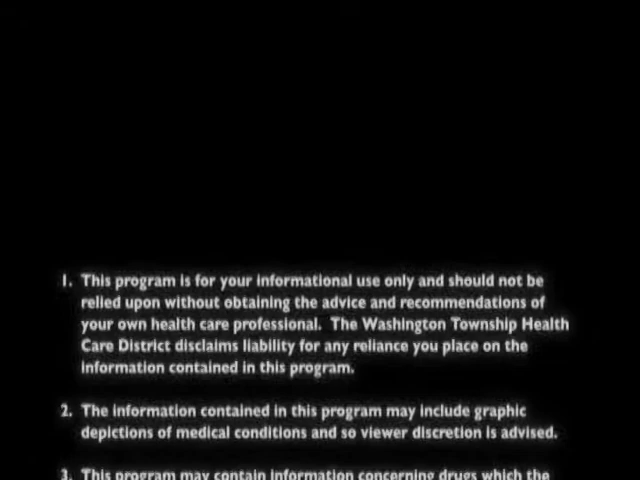 1. This program is for your informational use only and should not be
relied upon without obtaining the advice and recommendations of
your own health care professional. The Washington Township Health
Care District disclaims liability for any reliance you place on the
information contained in this program.
2. The information contained in this program may include graphic
depictions of medical conditions and so viewer discretion is advised.
3. This program may contain information concerning drugs which the